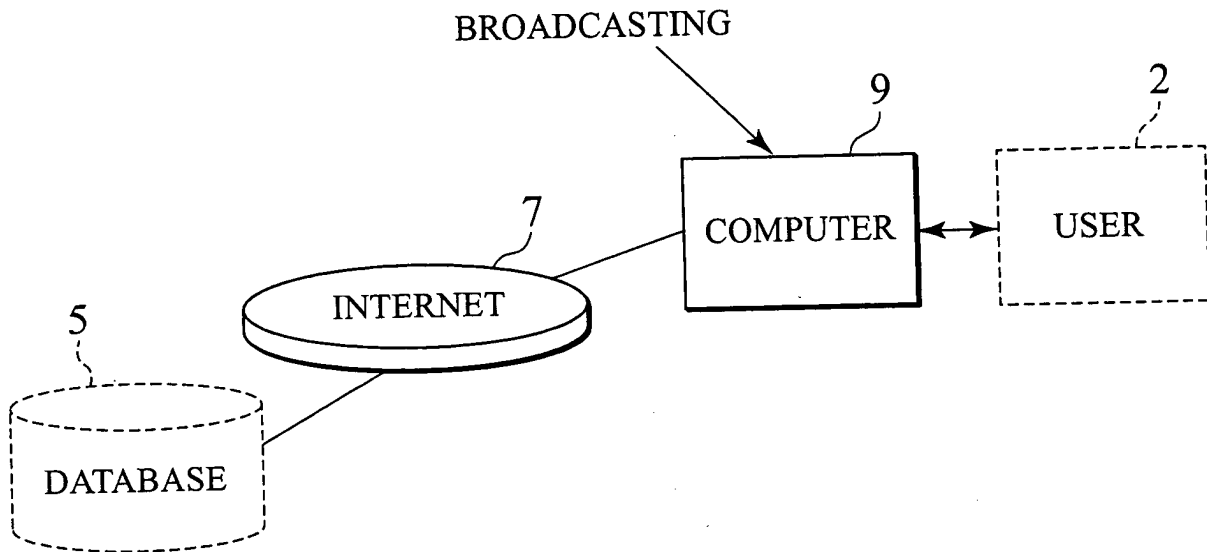 BROADCASTING
9
2
COMPUTER
USER
7
INTERNET
5
DATABASE